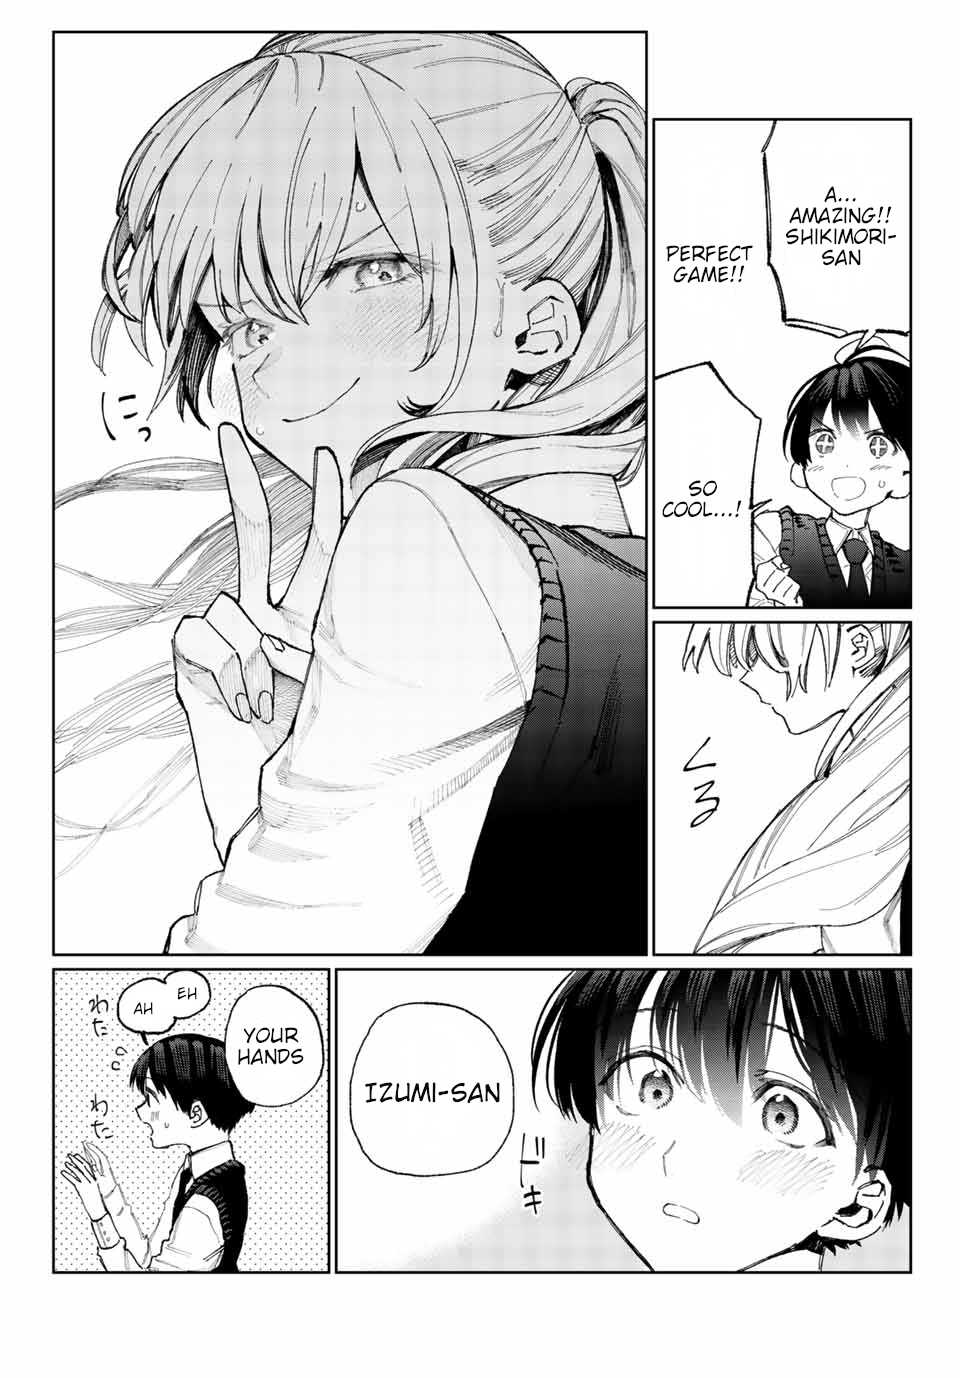 A...
AMAZING!!
SHIKIMORI-
SAN
PERFECT
GAME!!
SO
COOL...!
くる
にっ
IZUMI-SAN
ドキ
YOUR
HANDS
EH
AH
わた
わた